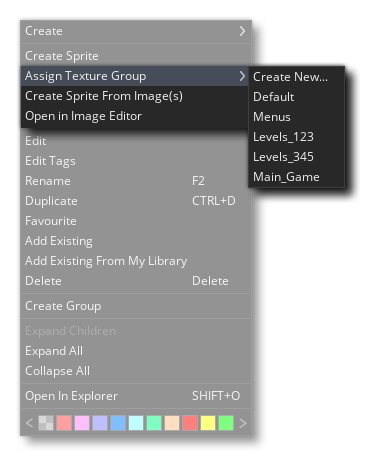 Create
Create Sprite
Assign Texture Group
Create New...
Create Sprite From Image(s)
Default
Open in Image Editor
Menus
Levels_123
Edit
Levels_345
Edit Tags
Main_Game
Rename F2
Duplicate CTRL+D
Favourite
Add Existing
Add Existing From My Library
Delete Delete
Create Group
Expand Children
Expand All
Collapse All
Open In Explorer SHIFT+O